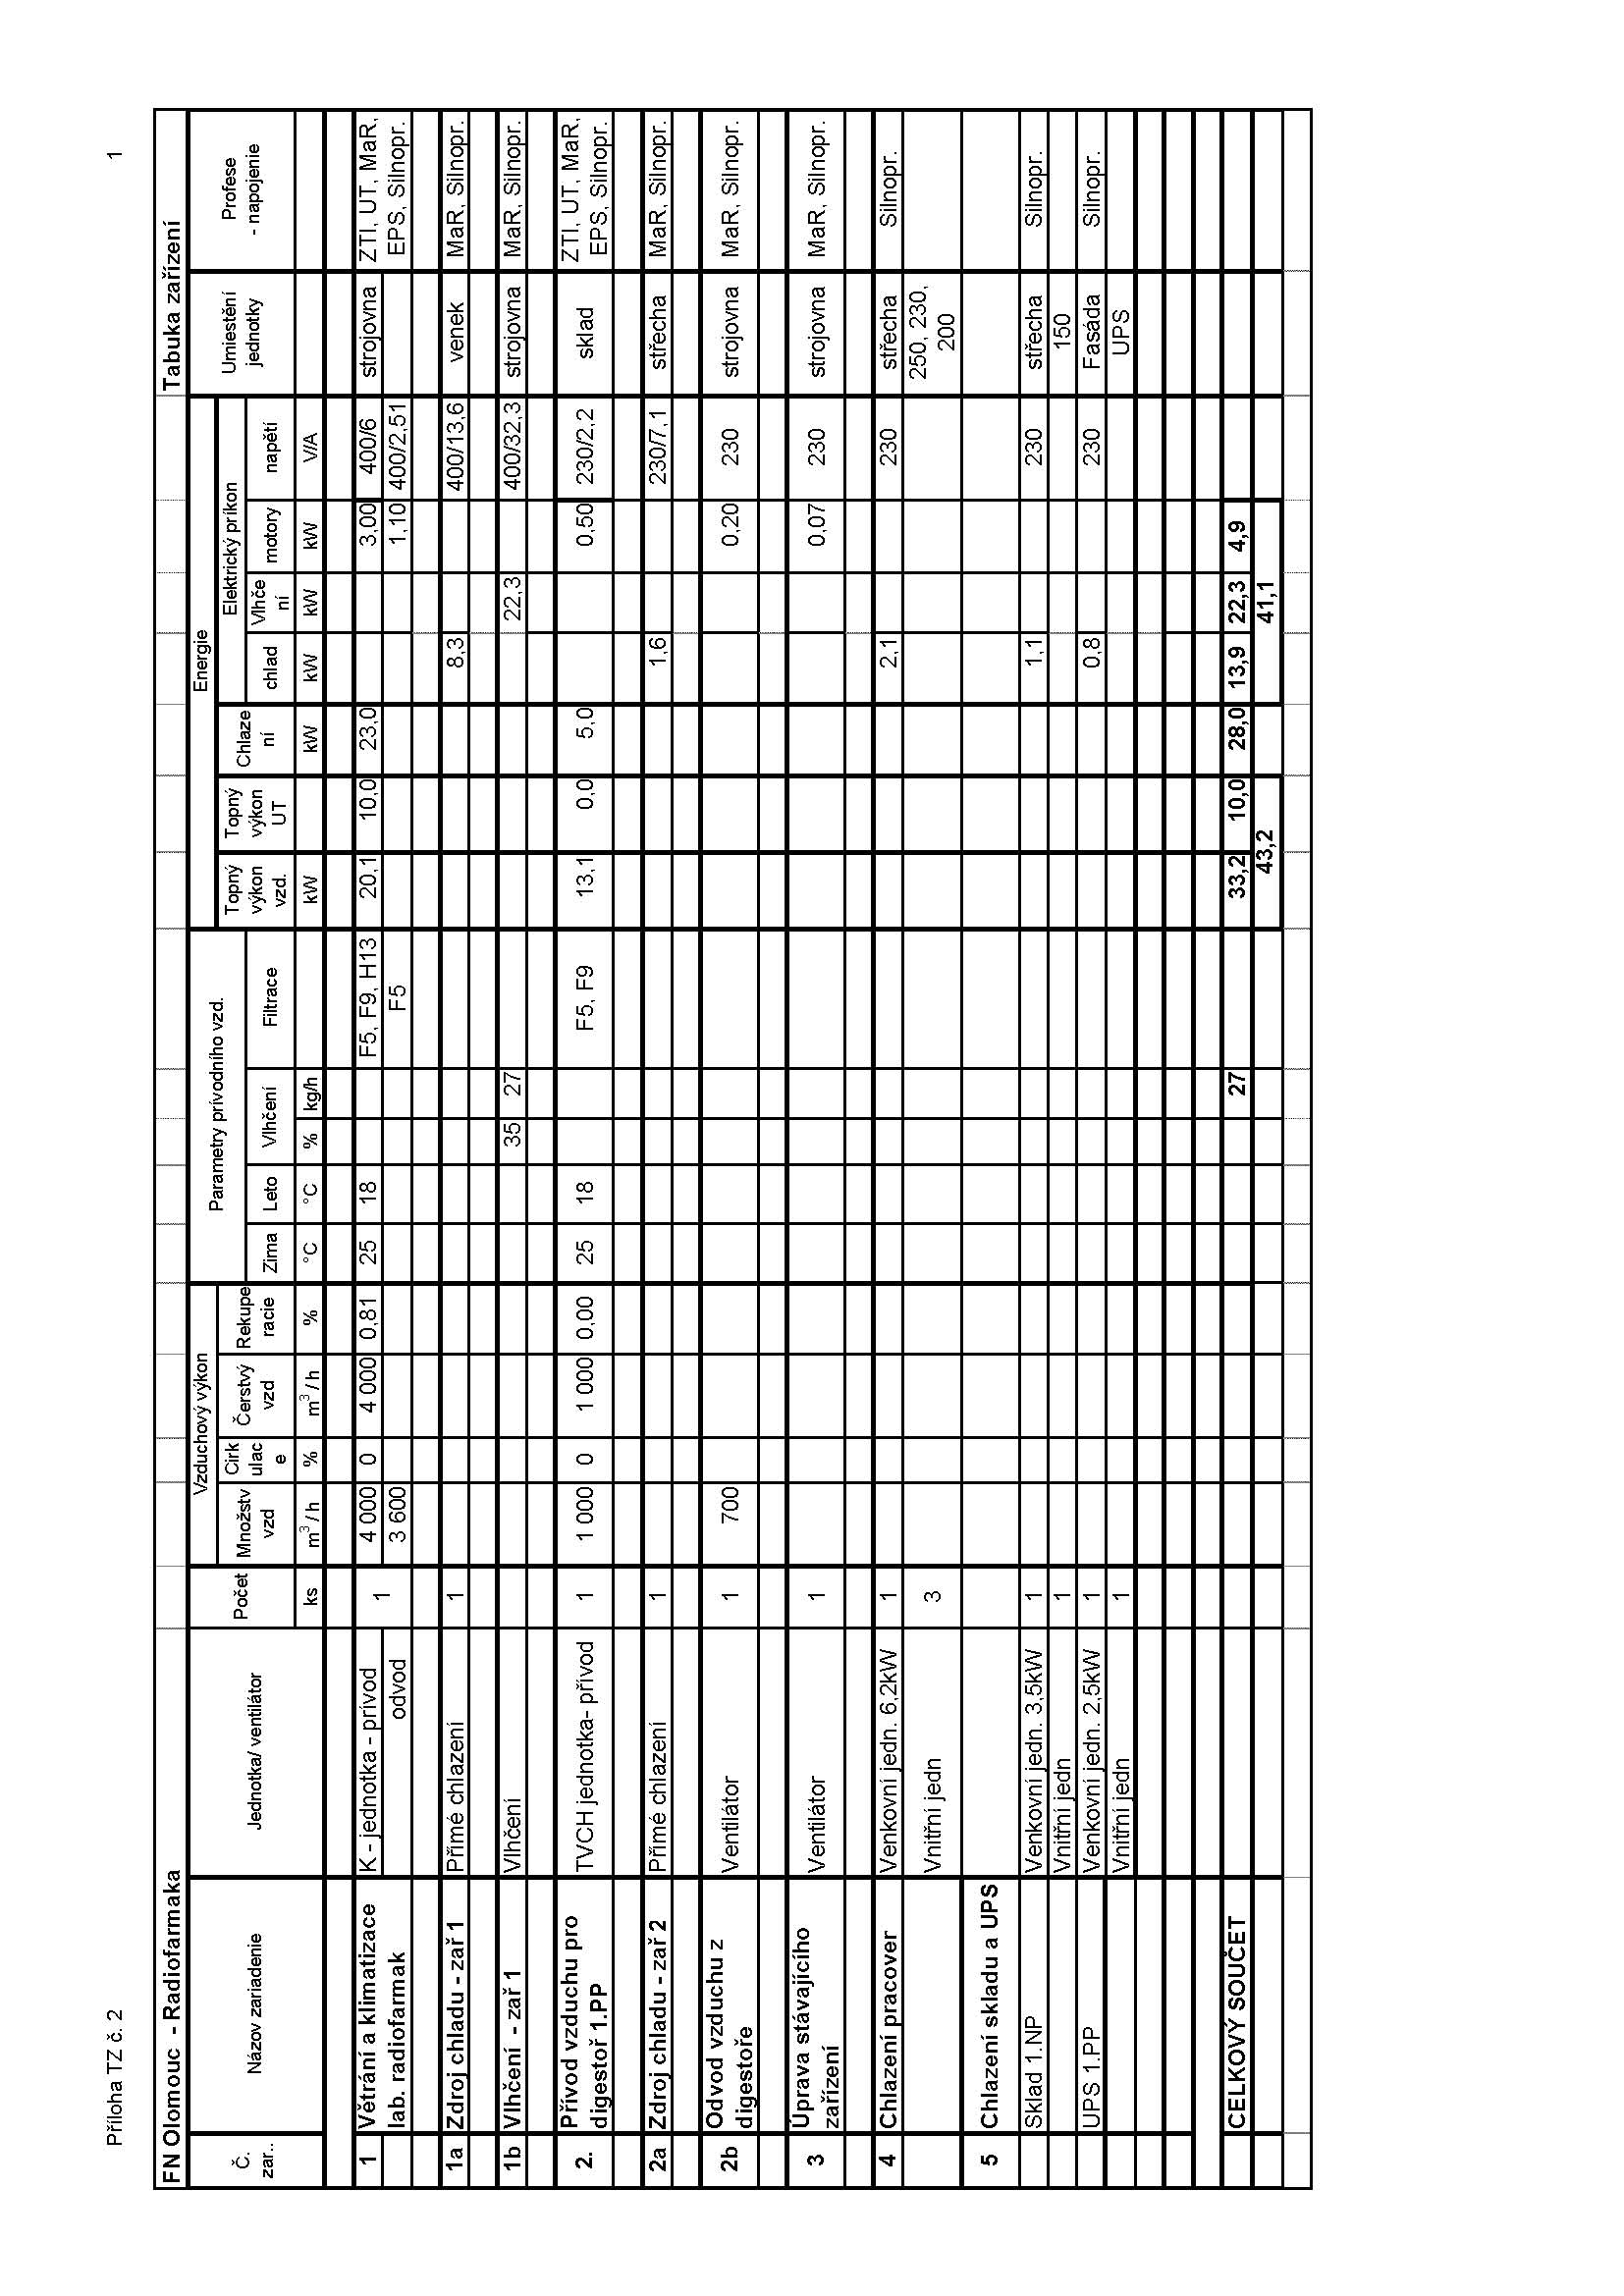 Příloha TZ č. 2 1
FN Olomouc - Radiofarmaka Tabuka zařízení
Č. zar.. Názov zariadenie Jednotka/ ventilátor Počet Vzduchový výkon Parametry prívodního vzd. Energie Umiestění jednotky Profese - napojenie
Množstv vzd Cirk ulac e Čerstvý vzd Rekupe racie Zima Leto Vlhčení Filtrace Topný výkon vzd. Topný výkon UT Chlaze ní Elektrický príkon
chlad Vlhče ní motory napětí
ks m³ / h % m³ / h % °C °C % kg/h kW kW kW kW kW V/A
1 Větrání a klimatizace K - jednotka - prívod 1 4 000 0 4 000 0,81 25 18 F5, F9, H13 20,1 10,0 23,0 3,00 400/6 strojovna ZTI, UT, MaR,
lab. radiofarmak odvod 3 600 F5 1,10 400/2,51 EPS, Silnopr.
1a Zdroj chladu - zař 1 Přímé chlazení 1 8,3 400/13,6 venek MaR, Silnopr.
1b Vlhčení - zař 1 Vlhčení 35 27 22,3 400/32,3 strojovna MaR, Silnopr.
2. Přívod vzduchu pro TVCH jednotka- přívod 1 1 000 0 1 000 0,00 25 18 F5, F9 13,1 0,0 5,0 0,50 230/2,2 sklad ZTI, UT, MaR,
digestoř 1.PP EPS, Silnopr.
2a Zdroj chladu - zař 2 Přímé chlazení 1 1,6 230/7,1 střecha MaR, Silnopr.
2b Odvod vzduchu z Ventilátor 1 700 0,20 230 strojovna MaR, Silnopr.
digestoře
3 Úprava stávajícího Ventilátor 1 0,07 230 strojovna MaR, Silnopr.
zařízení
4 Chlazení pracover Venkovní jedn. 6,2kW 1 2,1 230 střecha Silnopr.
Vnitřní jedn 3 250, 230,
200
5 Chlazení skladu a UPS
Sklad 1.NP Venkovní jedn. 3,5kW 1 1,1 230 střecha Silnopr.
Vnitřní jedn 1 150
UPS 1.PP Venkovní jedn. 2,5kW 1 0,8 230 Fasáda Silnopr.
Vnitřní jedn 1 UPS
CELKOVÝ SOUČET 27 33,2 10,0 28,0 13,9 22,3 4,9
43,2 41,1